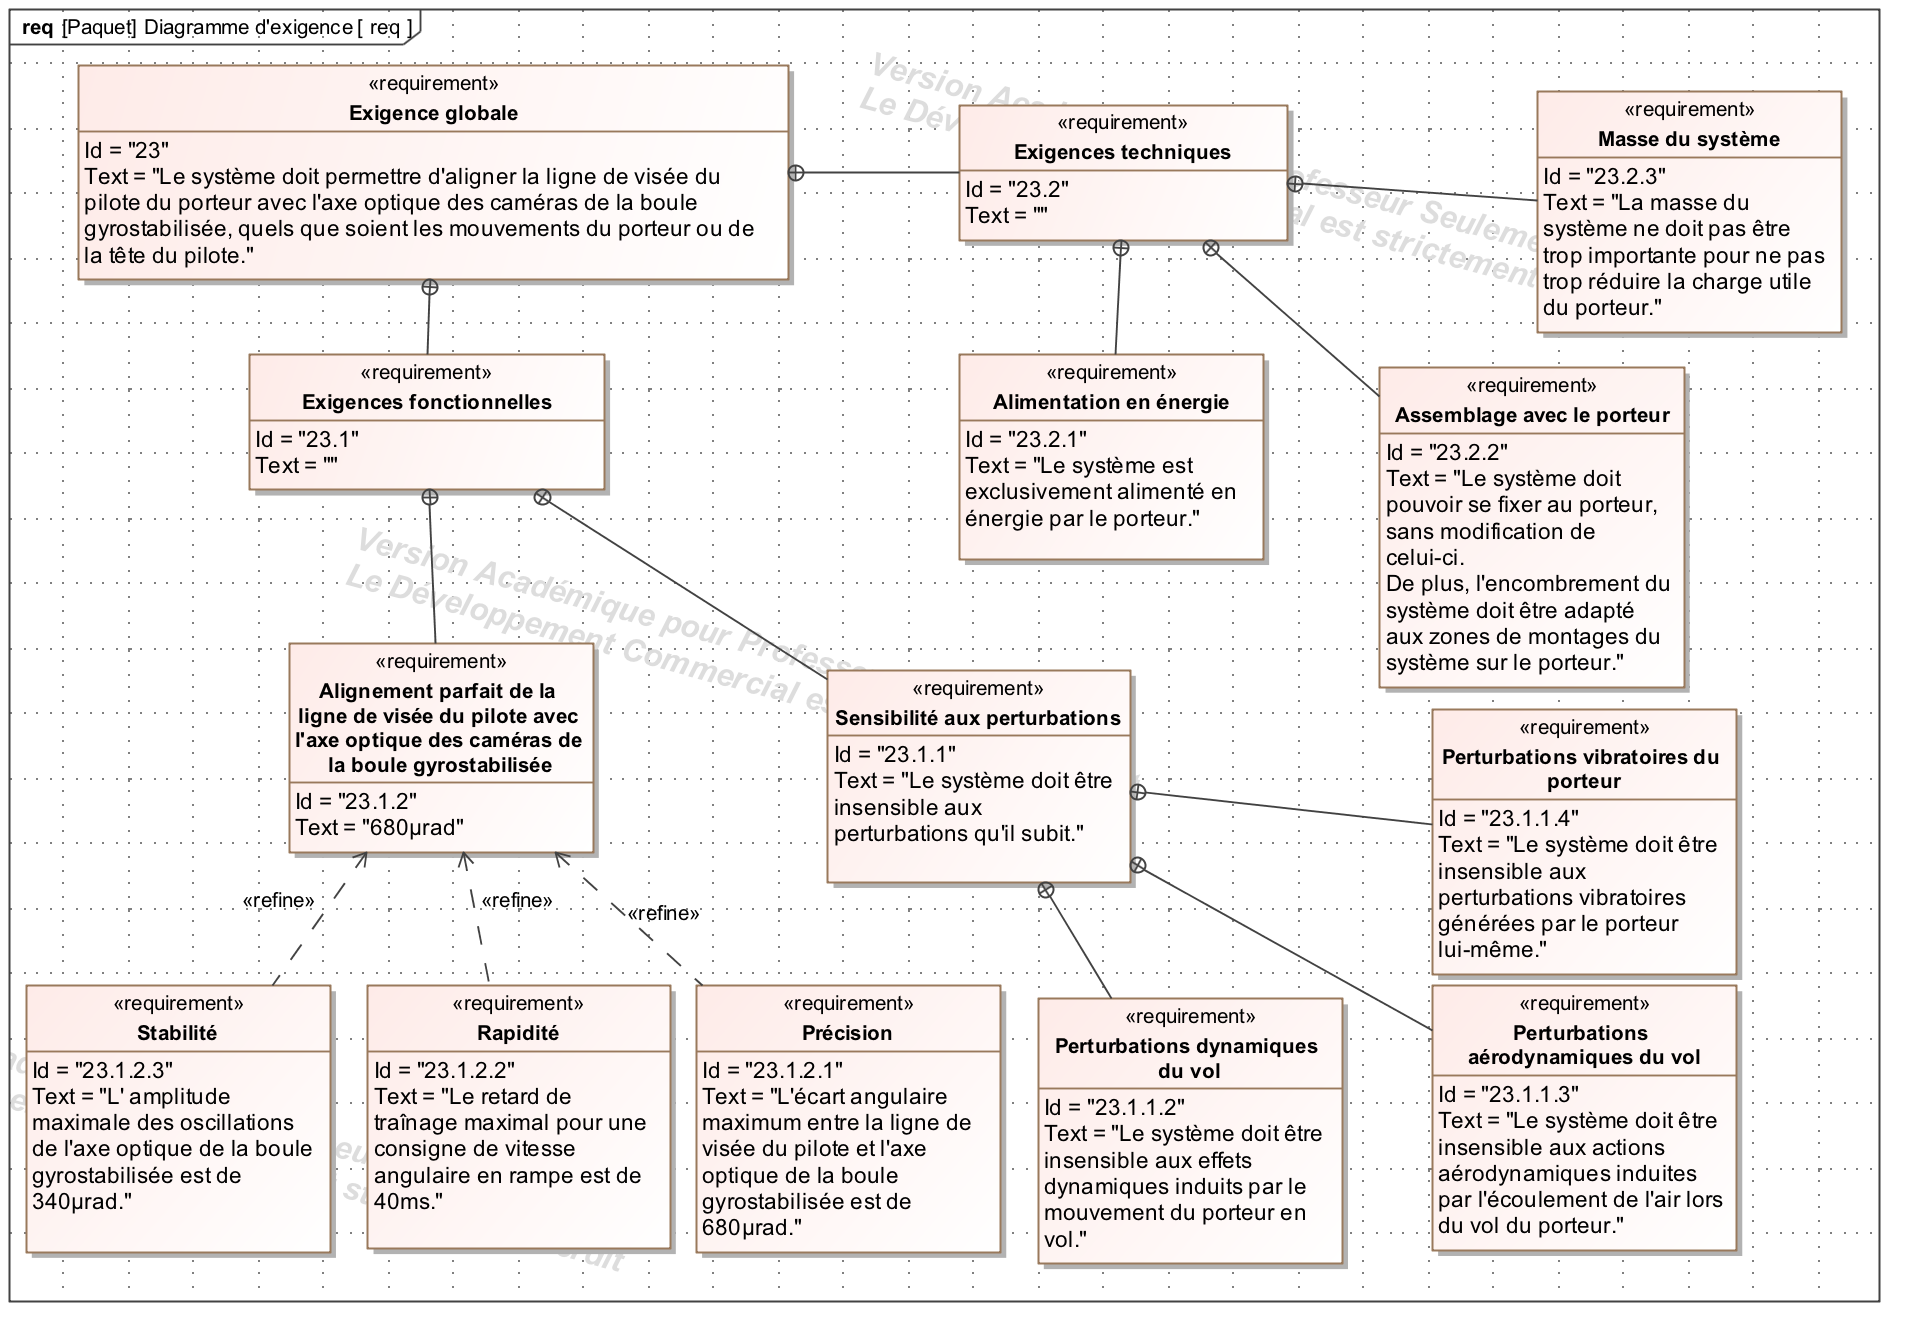 req [Paquet] Diagramme d'exigence [ req ]
«requirement»
Exigence globale
Id = "23"
Text = "Le système doit permettre d'aligner la ligne de visée du
pilote du porteur avec l'axe optique des caméras de la boule
gyrostabilisée, quels que soient les mouvements du porteur ou de
la tête du pilote."
Version
Le
«requirement»
Exigences techniques
Id = "23.2"
Text = ""
«requirement»
Masse du système
Id = "23.2.3"
Text = "La masse du
système ne doit pas être
trop importante pour ne pas
trop réduire la charge utile
du porteur."
est strictement
«requirement»
Exigences fonctionnelles
Id = "23.1"
Text = ""
«requirement»
Alimentation en énergie
Id = "23.2.1"
Text = "Le système est
exclusivement alimenté en
énergie par le porteur."
«requirement»
Assemblage avec le porteur
Id = "23.2.2"
Text = "Le système doit
pouvoir se fixer au porteur,
sans modification de
celui-ci.
De plus, l'encombrement du
système doit être adapté
aux zones de montages du
système sur le porteur."
Version Académique pour
Le Développement Commercial
«requirement»
Alignement parfait de la
ligne de visée du pilote avec
l'axe optique des caméras de
la boule gyrostabilisée
Id = "23.1.2"
Text = "680µrad"
«requirement»
Sensibilité aux perturbations
Id = "23.1.1"
Text = "Le système doit être
insensible aux
perturbations qu'il subit."
«requirement»
Perturbations vibratoires du
porteur
Id = "23.1.1.4"
Text = "Le système doit être
insensible aux
perturbations vibratoires
générées par le porteur
lui-même."
«refine»
«refine»
«refine»
«requirement»
Stabilité
Id = "23.1.2.3"
Text = "L' amplitude
maximale des oscillations
de l'axe optique de la boule
gyrostabilisée est de
340µrad."
«requirement»
Rapidité
Id = "23.1.2.2"
Text = "Le retard de
traînage maximal pour une
consigne de vitesse
angulaire en rampe est de
40ms."
«requirement»
Précision
Id = "23.1.2.1"
Text = "L'écart angulaire
maximum entre la ligne de
visée du pilote et l'axe
optique de la boule
gyrostabilisée est de
680µrad."
«requirement»
Perturbations dynamiques
du vol
Id = "23.1.1.2"
Text = "Le système doit être
insensible aux effets
dynamiques induits par le
mouvement du porteur en
vol."
«requirement»
Perturbations
aérodynamiques du vol
Id = "23.1.1.3"
Text = "Le système doit être
insensible aux actions
aérodynamiques induites
par l'écoulement de l'air lors
du vol du porteur."